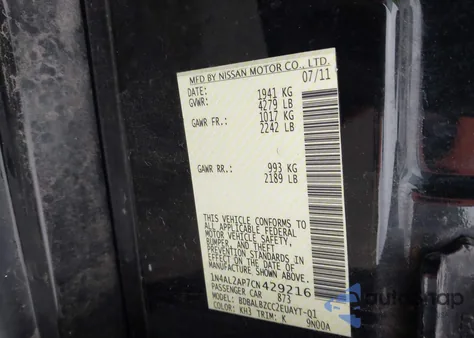 MFD BY NISSAN MOTOR CO., LTD.
07/11
DATE:
GVWR: 1941 KG
4279 LB
GAWR FR.: 1017 KG
2242 LB
GAWR RR.: 993 KG
2189 LB
THIS VEHICLE CONFORMS TO
ALL APPLICABLE FEDERAL
MOTOR VEHICLE SAFETY,
BUMPER, AND THEFT
PREVENTION STANDARDS IN
EFFECT ON THE DATE OF
MANUFACTURE SHOWN ABOVE.
1N4AL2AP7CN429216
PASSENGER CAR 873
MODEL: BDBALBZCC2EUAYT-Q1
COLOR: KH3 TRIM: K 9N00A
autosnap